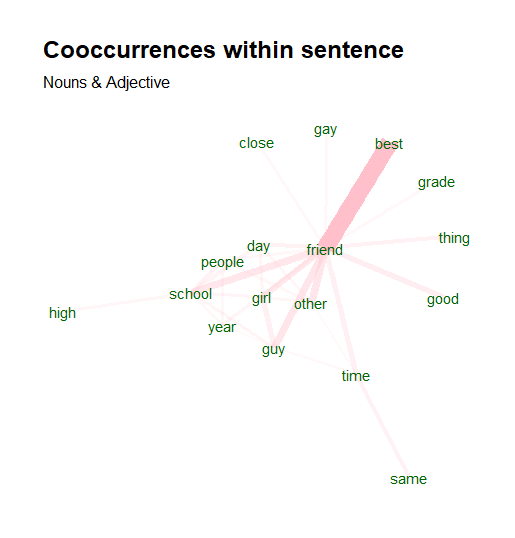 Cooccurrences within sentence
Nouns & Adjective
gay
close
best
grade
thing
day
friend
people
school
girl
other
good
high
year
guy
time
same